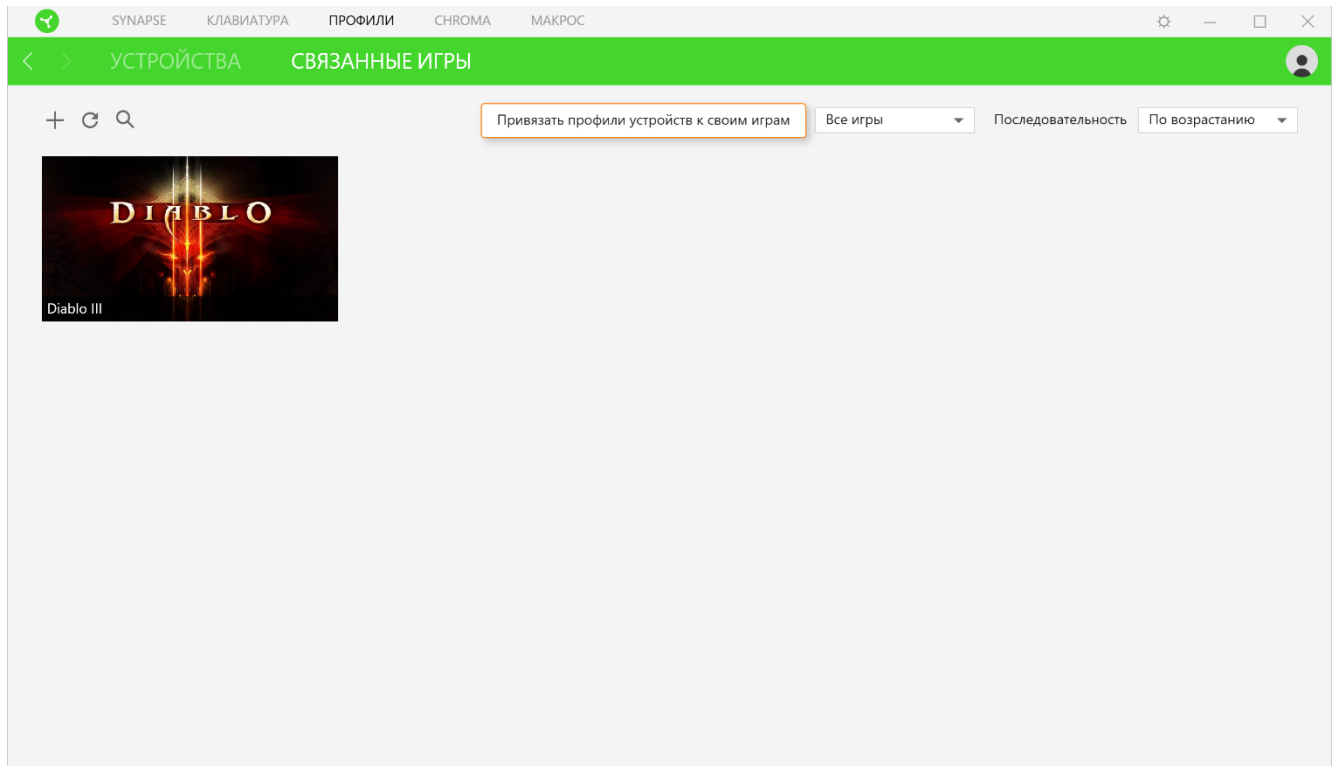 SYNAPSE КЛАВИАТУРА ПРОФИЛИ CHROMA МАКРОС
УСТРОЙСТВА СВЯЗАННЫЕ ИГРЫ
Привязать профили устройств к своим играм Все игры Последовательность По возрастанию
DIABLO
Diablo III